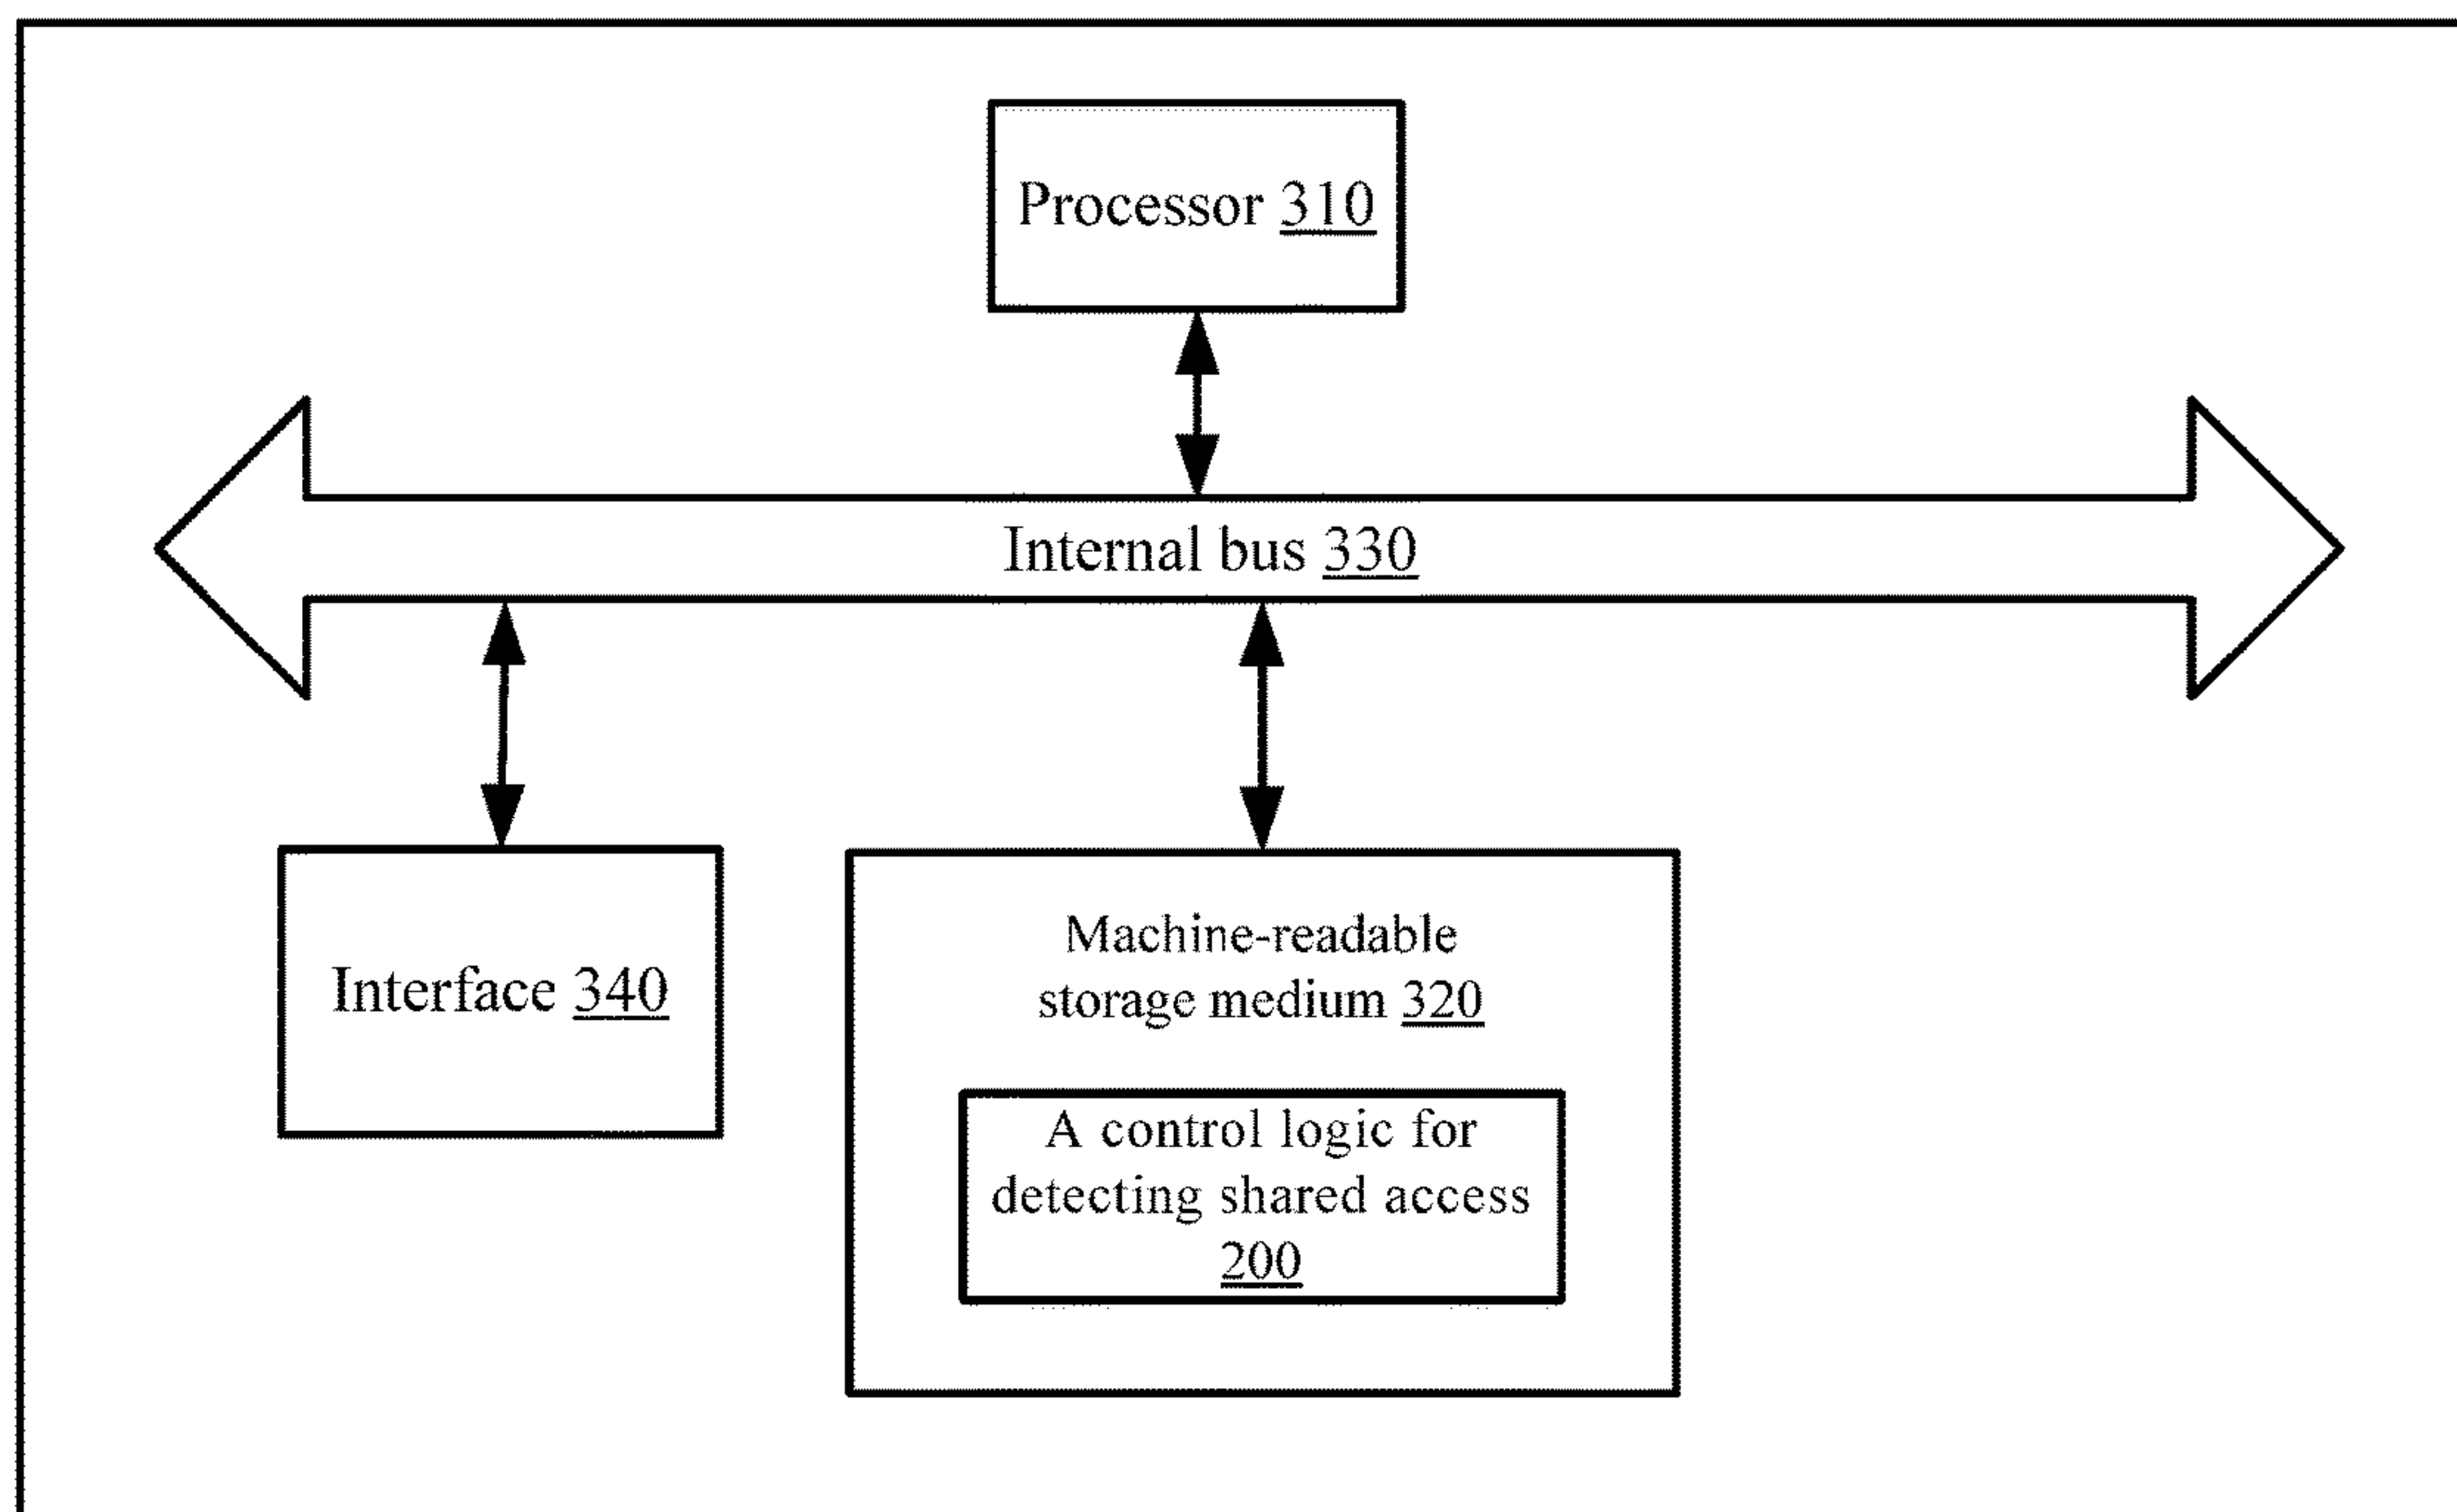 Processor 310
Internal bus 330
Interface 340
Machine-readable
storage medium 320
A control logic for
detecting shared access
200